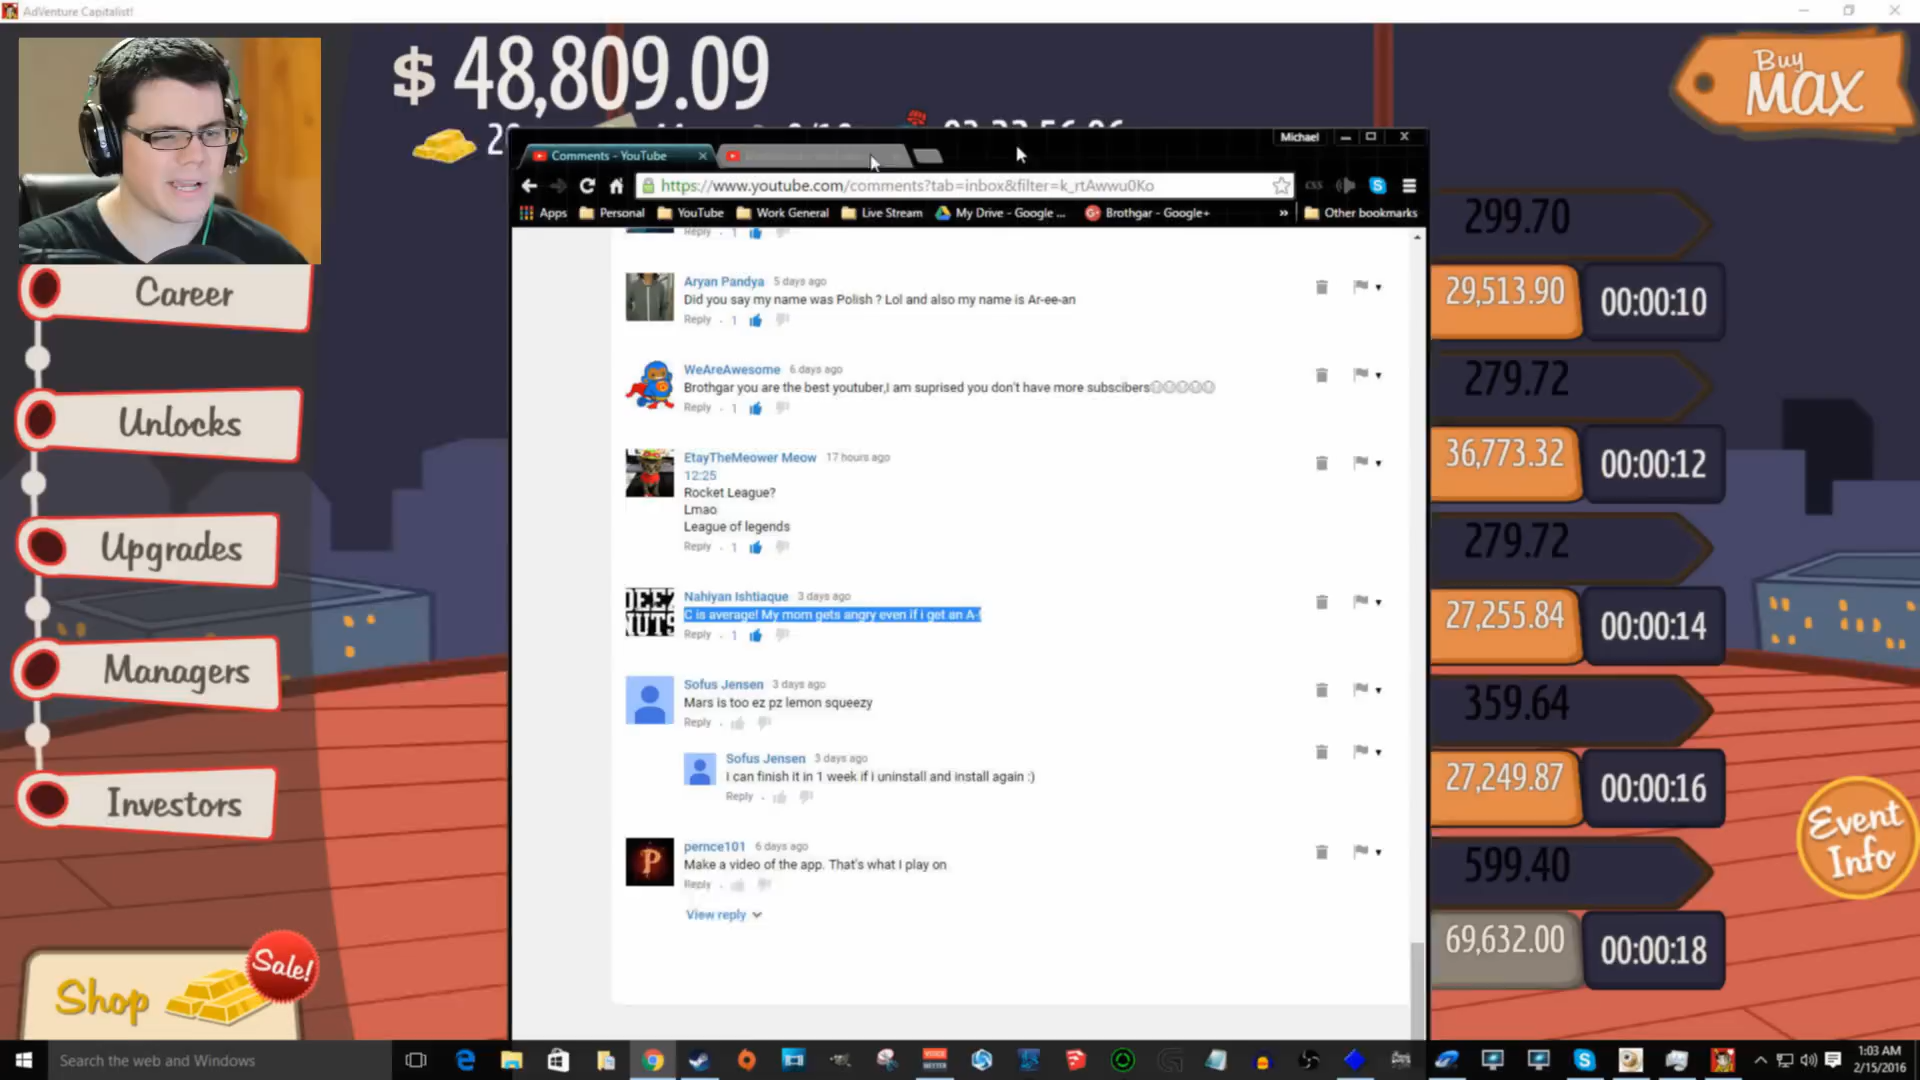 AdVenture Capitalist!
$ 48,809.09
Buy
MAX
Michael
Comments - YouTube
https://www.youtube.com/comments?tab=inbox&filter=k_rtAwwu0Ko
Apps Personal YouTube Work General Live Stream My Drive - Google ... Brothgar - Google+ » Other bookmarks
Reply · 1
Aryan Pandya 5 days ago
Did you say my name was Polish ? Lol and also my name is Ar-ee-an
Reply · 1
WeAreAwesome 6 days ago
Brothgar you are the best youtuber,I am suprised you don't have more subscibers
Reply · 1
EtayTheMeower Meow 17 hours ago
12:25
Rocket League?
Lmao
League of legends
Reply · 1
DEEZ
NUTS
Nahiyan Ishtiaque 3 days ago
C is average! My mom gets angry even if i get an A-!
Reply · 1
Sofus Jensen 3 days ago
Mars is too ez pz lemon squeezy
Reply ·
Sofus Jensen 3 days ago
I can finish it in 1 week if i uninstall and install again :)
Reply ·
P
pernce101 6 days ago
Make a video of the app. That's what I play on
Reply ·
View reply
Career
Unlocks
Upgrades
Managers
Investors
Shop
Sale!
299.70
29,513.90 00:00:10
279.72
36,773.32 00:00:12
279.72
27,255.84 00:00:14
359.64
27,249.87 00:00:16
599.40
69,632.00 00:00:18
Event
Info
Search the web and Windows
1:03 AM
2/15/2016